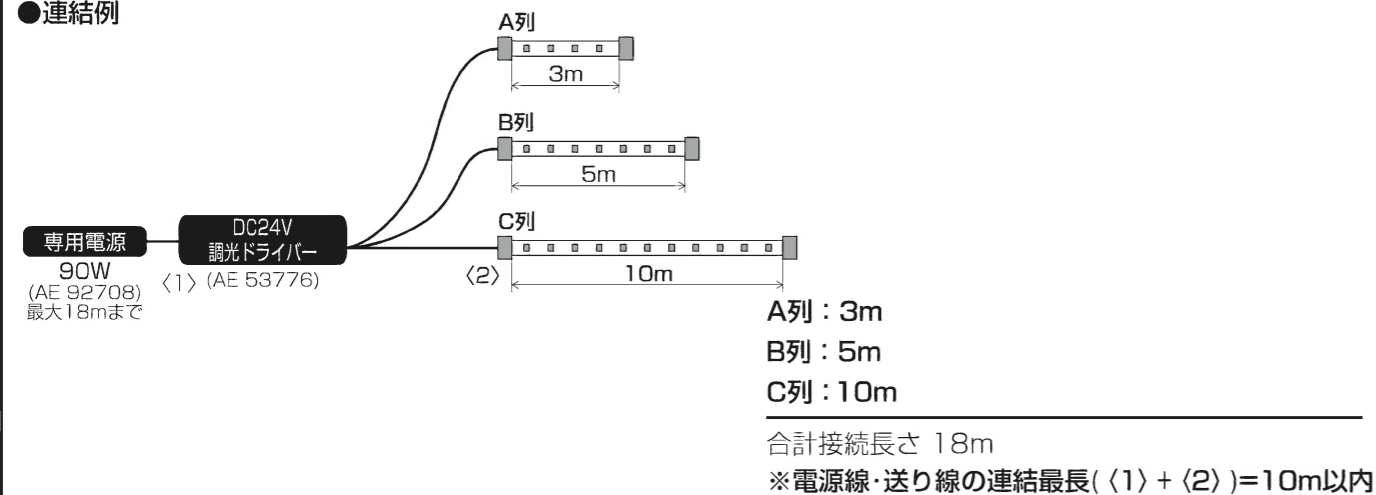 ●連結例
A列
3m
B列
5m
C列
10m
専用電源
90W
(AE 92708)
最大18mまで
〈1〉
DC24V
調光ドライバー
(AE 53776)
〈2〉
A列：3m
B列：5m
C列：10m
合計接続長さ 18m
※電源線・送り線の連結最長(〈1〉+〈2〉)=10m以内